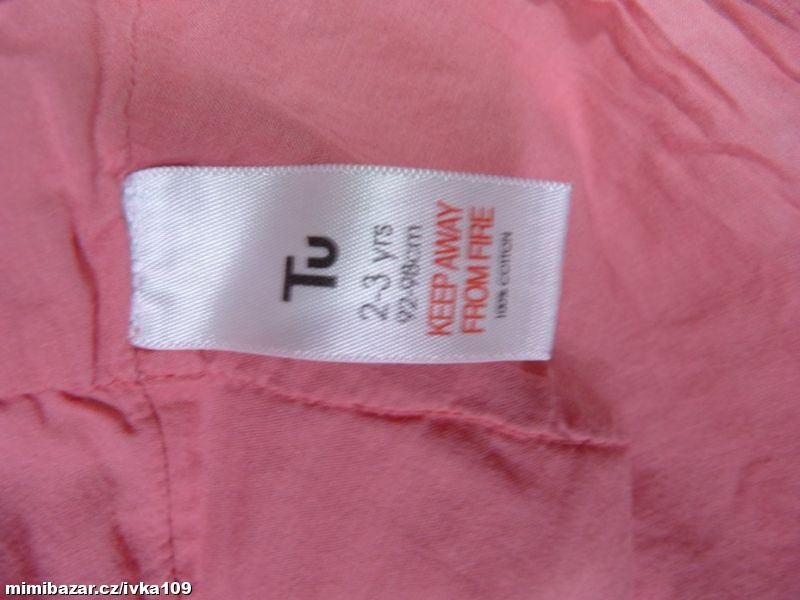 Tu
2-3 yrs
92-98cm
KEEP AWAY
FROM FIRE
100% COTTON
mimibazar.cz/ivka109